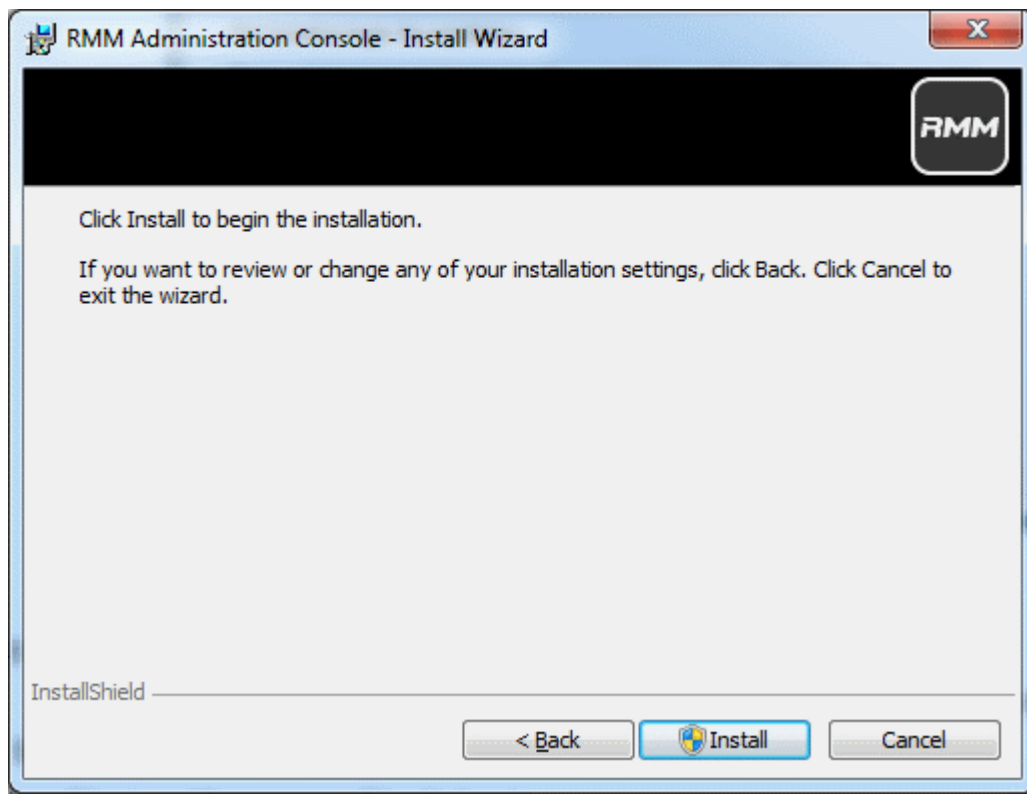 RMM Administration Console - Install Wizard
RMM
Click Install to begin the installation.
If you want to review or change any of your installation settings, click Back. Click Cancel to
exit the wizard.
InstallShield
< Back
Install
Cancel